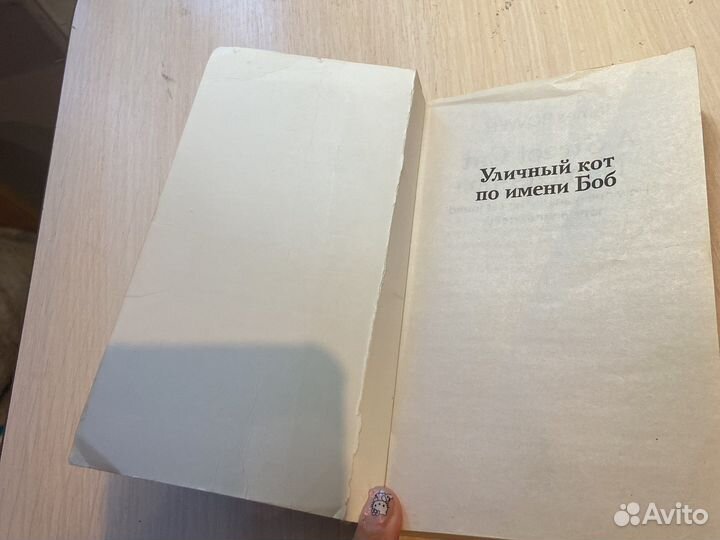 Уличный кот
по имени Боб
Avito